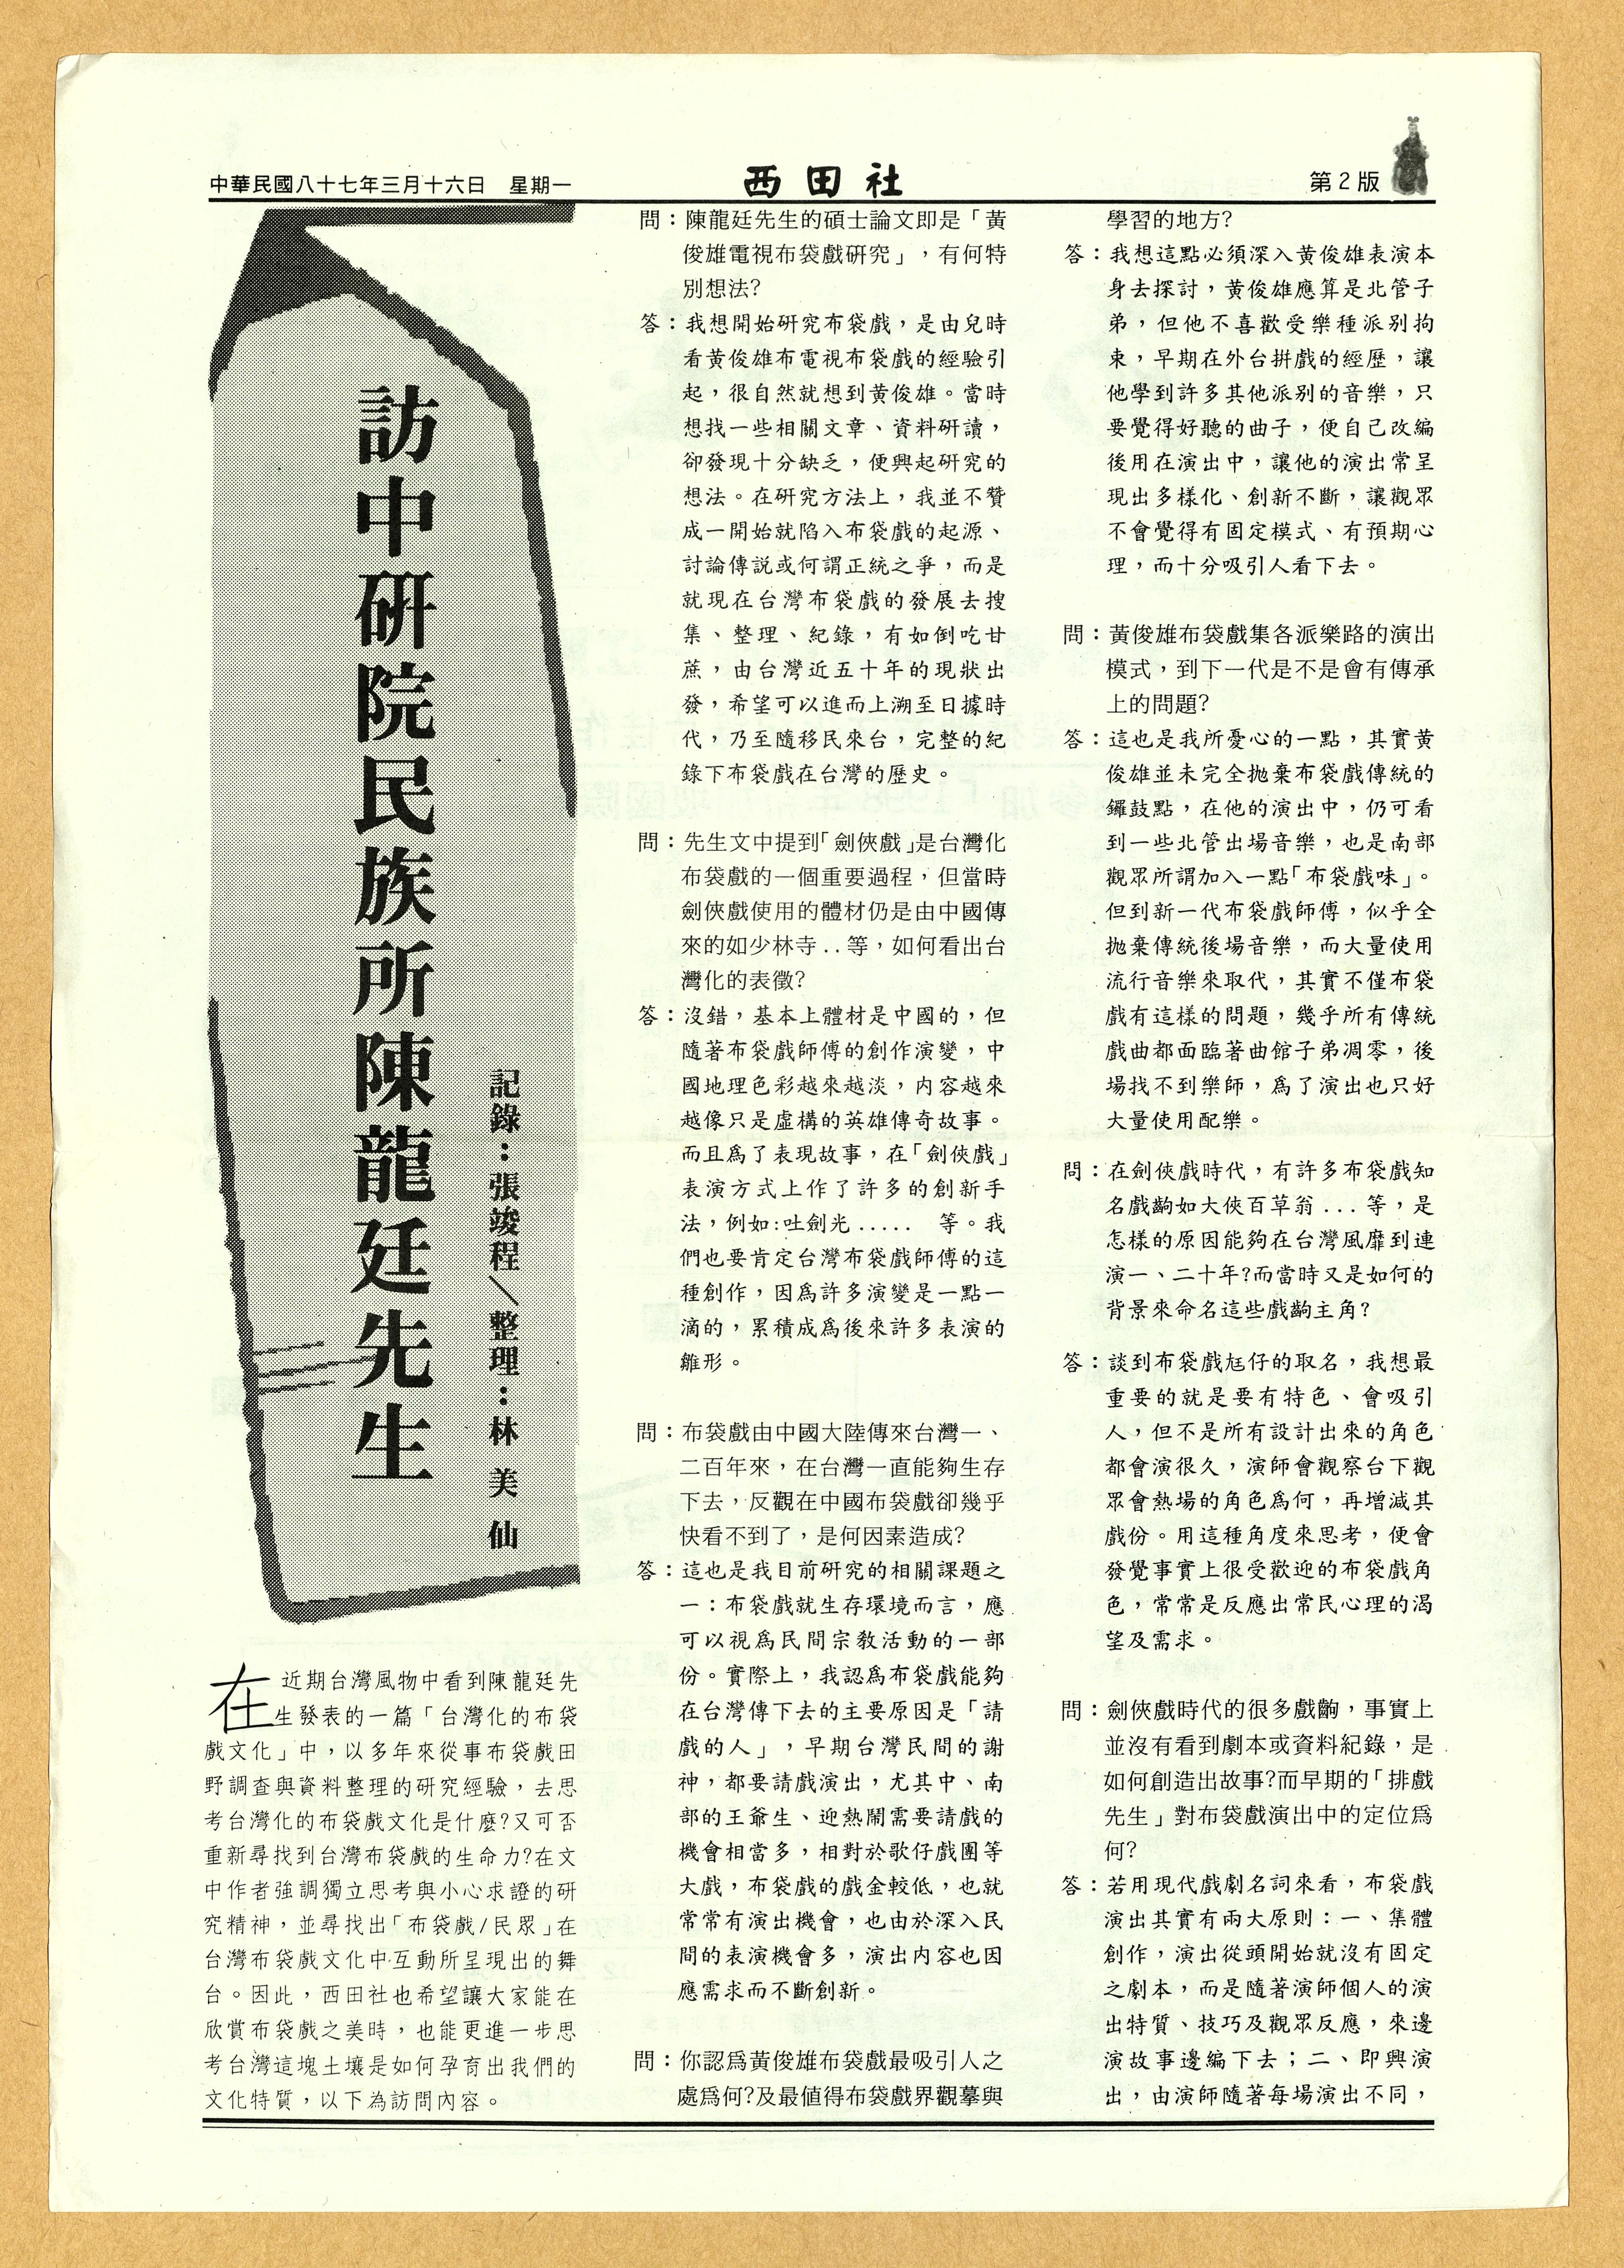 中華民國八十七年三月十六日　星期一
西田社
第2版
訪中研院民族所陳龍廷先生
記錄：張竣程／整理：林美仙
在近期台灣風物中看到陳龍廷先
生發表的一篇「台灣化的布袋
戲文化」中，以多年來從事布袋戲田
野調查與資料整理的研究經驗，去思
考台灣化的布袋戲文化是什麼？又可否
重新尋找到台灣布袋戲的生命力？在文
中作者強調獨立思考與小心求證的研
究精神，並尋找出「布袋戲/民眾」在
台灣布袋戲文化中互動所呈現出的舞
台。因此，西田社也希望讓大家能在
欣賞布袋戲之美時，也能更進一步思
考台灣這塊土壤是如何孕育出我們的
文化特質，以下為訪問內容。
問：陳龍廷先生的碩士論文即是「黃
俊雄電視布袋戲研究」，有何特
別想法？
答：我想開始研究布袋戲，是由兒時
看黃俊雄布電視布袋戲的經驗引
起，很自然就想到黃俊雄。當時
想找一些相關文章、資料研讀，
卻發現十分缺乏，便興起研究的
想法。在研究方法上，我並不贊
成一開始就陷入布袋戲的起源、
討論傳說或何謂正統之爭，而是
就現在台灣布袋戲的發展去搜
集、整理、紀錄，有如倒吃甘
蔗，由台灣近五十年的現狀出
發，希望可以進而上溯至日據時
代，乃至隨移民來台，完整的紀
錄下布袋戲在台灣的歷史。
問：先生文中提到「劍俠戲」是台灣化
布袋戲的一個重要過程，但當時
劍俠戲使用的體材仍是由中國傳
來的如少林寺..等，如何看出台
灣化的表徵？
答：沒錯，基本上體材是中國的，但
隨著布袋戲師傅的創作演變，中
國地理色彩越來越淡，內容越來
越像只是虛構的英雄傳奇故事。
而且為了表現故事，在「劍俠戲」
表演方式上作了許多的創新手
法，例如：吐劍光.....　等。我
們也要肯定台灣布袋戲師傅的這
種創作，因為許多演變是一點一
滴的，累積成為後來許多表演的
雛形。
問：布袋戲由中國大陸傳來台灣一、
二百年來，在台灣一直能夠生存
下去，反觀在中國布袋戲卻幾乎
快看不到了，是何因素造成？
答：這也是我目前研究的相關課題之
一：布袋戲就生存環境而言，應
可以視為民間宗教活動的一部
份。實際上，我認為布袋戲能夠
在台灣傳下去的主要原因是「請
戲的人」，早期台灣民間的謝
神，都要請戲演出，尤其中、南
部的王爺生、迎熱鬧需要請戲的
機會相當多，相對於歌仔戲團等
大戲，布袋戲的戲金較低，也就
常常有演出機會，也由於深入民
間的表演機會多，演出內容也因
應需求而不斷創新。
問：你認為黃俊雄布袋戲最吸引人之
處為何？及最值得布袋戲界觀摹與
學習的地方？
答：我想這點必須深入黃俊雄表演本
身去探討，黃俊雄應算是北管子
弟，但他不喜歡受樂種派別拘
束，早期在外台拼戲的經歷，讓
他學到許多其他派別的音樂，只
要覺得好聽的曲子，便自己改編
後用在演出中，讓他的演出常呈
現出多樣化、創新不斷，讓觀眾
不會覺得有固定模式、有預期心
理，而十分吸引人看下去。
問：黃俊雄布袋戲集各派樂路的演出
模式，到下一代是不是會有傳承
上的問題？
答：這也是我所憂心的一點，其實黃
俊雄並未完全拋棄布袋戲傳統的
鑼鼓點，在他的演出中，仍可看
到一些北管出場音樂，也是南部
觀眾所謂加入一點「布袋戲味」。
但到新一代布袋戲師傅，似乎全
拋棄傳統後場音樂，而大量使用
流行音樂來取代，其實不僅布袋
戲有這樣的問題，幾乎所有傳統
戲曲都面臨著曲館子弟凋零，後
場找不到樂師，為了演出也只好
大量使用配樂。
問：在劍俠戲時代，有許多布袋戲知
名戲齣如大俠百草翁...等，是
怎樣的原因能夠在台灣風靡到連
演一、二十年？而當時又是如何的
背景來命名這些戲齣主角？
答：談到布袋戲尪仔的取名，我想最
重要的就是要有特色、會吸引
人，但不是所有設計出來的角色
都會演很久，演師會觀察台下觀
眾會熱場的角色為何，再增減其
戲份。用這種角度來思考，便會
發覺事實上很受歡迎的布袋戲角
色，常常是反應出常民心理的渴
望及需求。
問：劍俠戲時代的很多戲齣，事實上
並沒有看到劇本或資料紀錄，是
如何創造出故事？而早期的「排戲
先生」對布袋戲演出中的定位為
何？
答：若用現代戲劇名詞來看，布袋戲
演出其實有兩大原則：一、集體
創作，演出從頭開始就沒有固定
之劇本，而是隨著演師個人的演
出特質、技巧及觀眾反應，來邊
演故事邊編下去；二、即興演
出，由演師隨著每場演出不同，